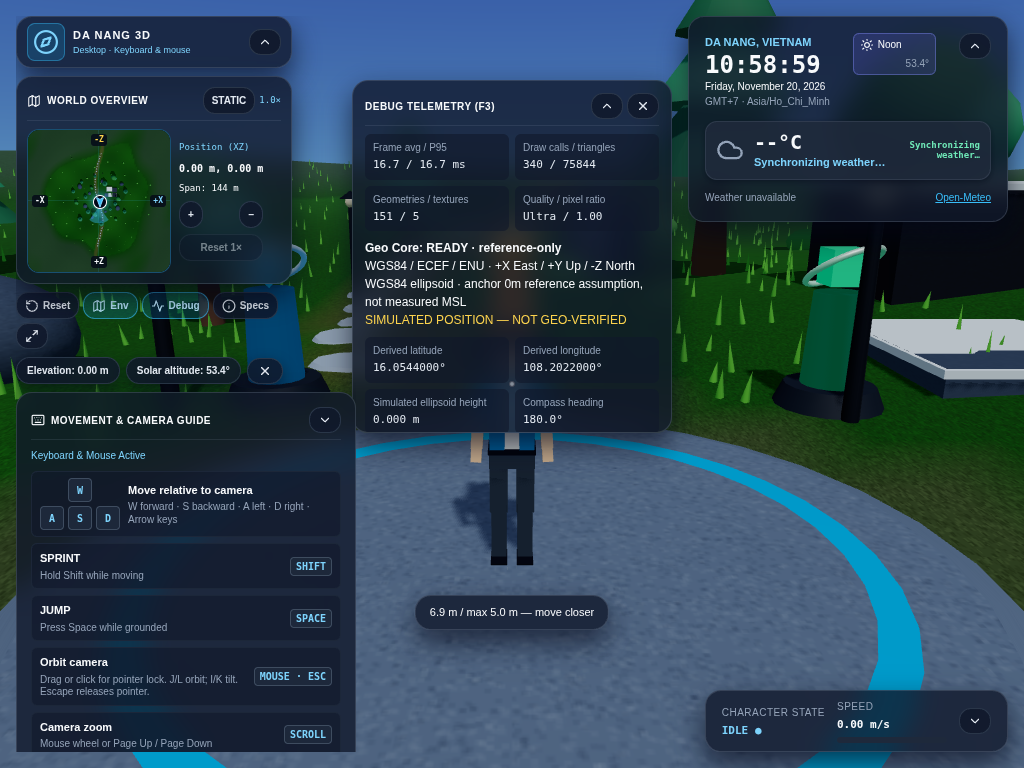 DA NANG 3D
Desktop · Keyboard & mouse
WORLD OVERVIEW
STATIC
1.0×
-Z
-X
+X
+Z
Position (XZ)
0.00 m, 0.00 m
Span: 144 m
+
−
Reset 1×
Reset
Env
Debug
Specs
Elevation: 0.00 m
Solar altitude: 53.4°
MOVEMENT & CAMERA GUIDE
Keyboard & Mouse Active
W
A
S
D
Move relative to camera
W forward · S backward · A left · D right ·
Arrow keys
SPRINT
Hold Shift while moving
SHIFT
JUMP
Press Space while grounded
SPACE
Orbit camera
Drag or click for pointer lock. J/L orbit; I/K tilt.
Escape releases pointer.
MOUSE · ESC
Camera zoom
Mouse wheel or Page Up / Page Down
SCROLL
DEBUG TELEMETRY (F3)
Frame avg / P95
16.7 / 16.7 ms
Draw calls / triangles
340 / 75844
Geometries / textures
151 / 5
Quality / pixel ratio
Ultra / 1.00
Geo Core: READY · reference-only
WGS84 / ECEF / ENU · +X East / +Y Up / -Z North
WGS84 ellipsoid · anchor 0m reference assumption,
not measured MSL
SIMULATED POSITION — NOT GEO-VERIFIED
Derived latitude
16.0544000°
Derived longitude
108.2022000°
Simulated ellipsoid height
0.000 m
Compass heading
180.0°
6.9 m / max 5.0 m — move closer
DA NANG, VIETNAM
10:58:59
Friday, November 20, 2026
GMT+7 · Asia/Ho_Chi_Minh
Noon
53.4°
--°C
Synchronizing weather…
Synchronizing
weather…
Weather unavailable
Open-Meteo
CHARACTER STATE
IDLE ●
SPEED
0.00 m/s